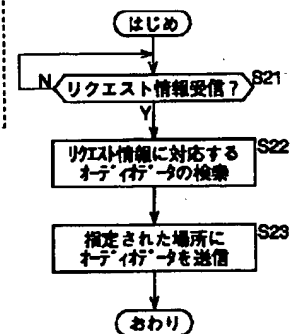 はじめ
N
リクエスト情報受信?
S21
Y
リクエスト情報に対応する
オーディオデータの検索
S22
指定された場所に
オーディオデータを送信
S23
おわり